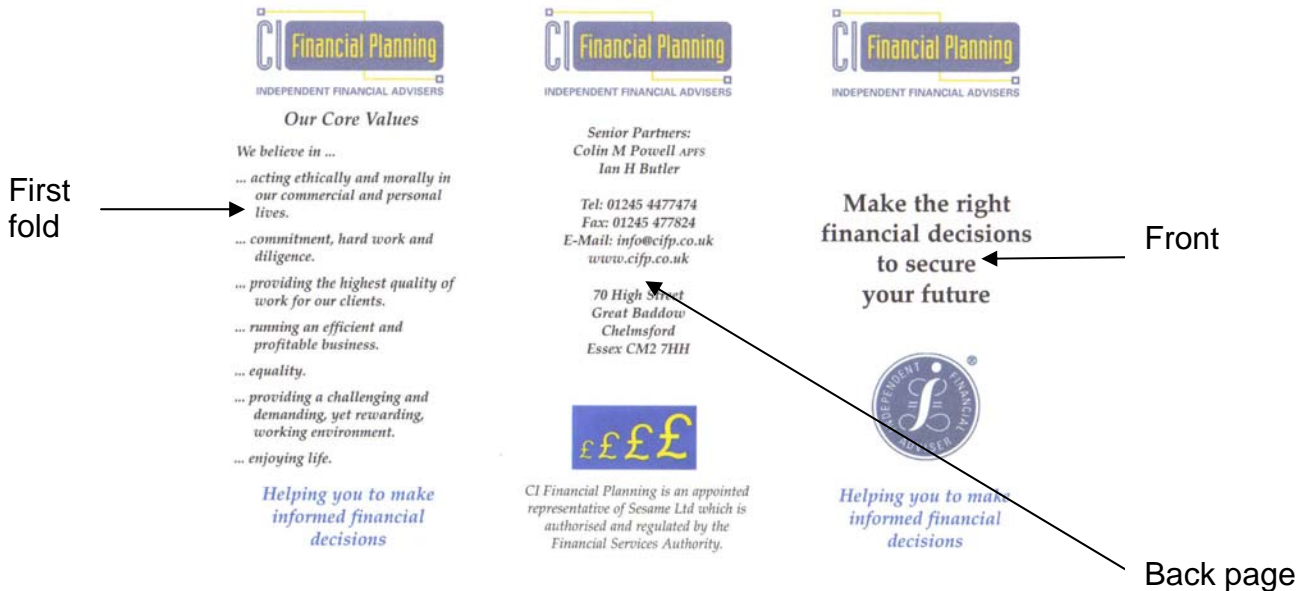 First
fold
CI Financial Planning
INDEPENDENT FINANCIAL ADVISERS
Our Core Values
We believe in ...
... acting ethically and morally in
our commercial and personal
lives.
... commitment, hard work and
diligence.
... providing the highest quality of
work for our clients.
... running an efficient and
profitable business.
... equality.
... providing a challenging and
demanding, yet rewarding,
working environment.
... enjoying life.
Helping you to make
informed financial
decisions
CI Financial Planning
INDEPENDENT FINANCIAL ADVISERS
Senior Partners:
Colin M Powell APFS
Ian H Butler
Tel: 01245 4477474
Fax: 01245 477824
E-Mail: info@cifp.co.uk
www.cifp.co.uk
70 High Street
Great Baddow
Chelmsford
Essex CM2 7HH
£ £ £ £
CI Financial Planning is an appointed
representative of Sesame Ltd which is
authorised and regulated by the
Financial Services Authority.
CI Financial Planning
INDEPENDENT FINANCIAL ADVISERS
Make the right
financial decisions
to secure
your future
INDEPENDENT FINANCIAL ADVISER
®
Helping you to make
informed financial
decisions
Front
Back page